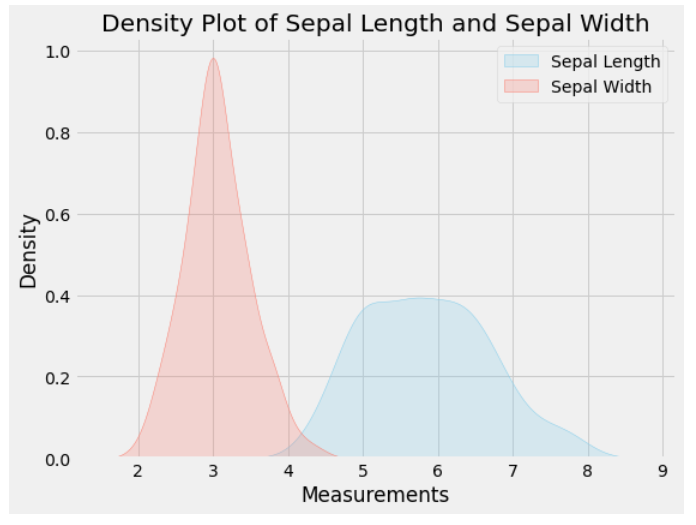 Density Plot of Sepal Length and Sepal Width
1.0
Sepal Length
Sepal Width
0.8
0.6
Density
0.4
0.2
0.0
2 3 4 5 6 7 8 9
Measurements